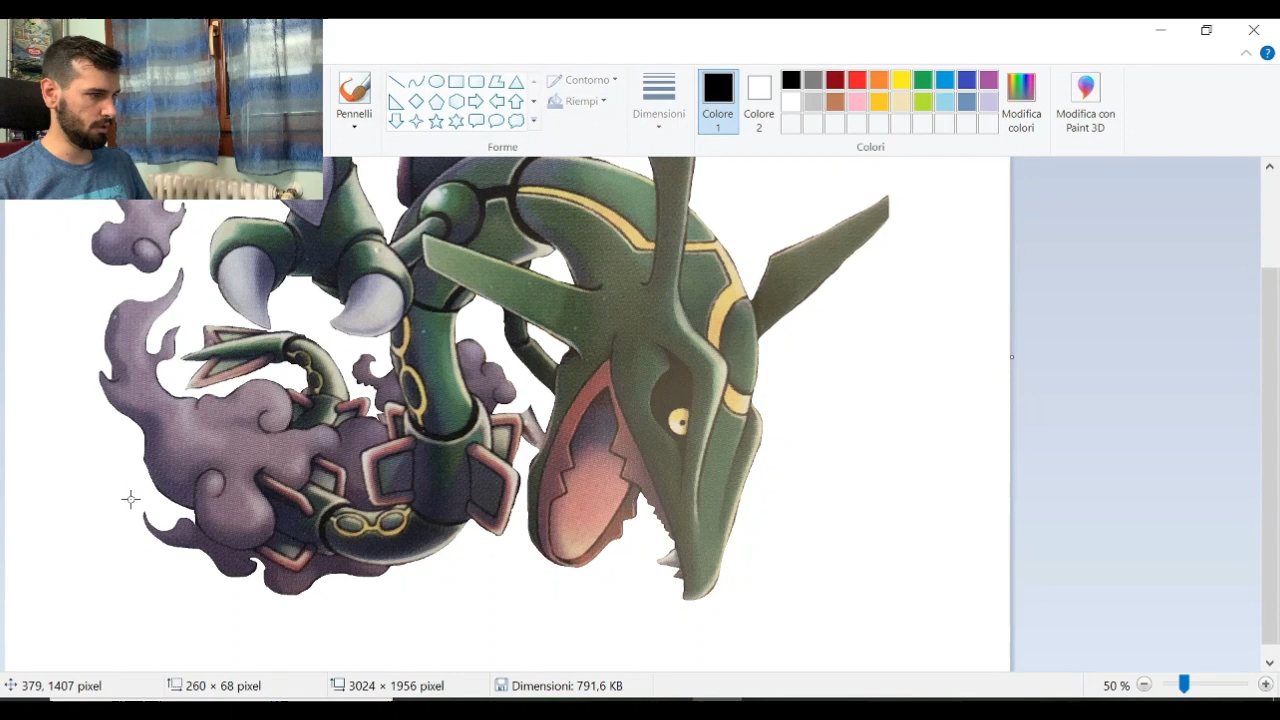 Contorno
Riempi
Pennelli
Forme
Dimensioni
Colore
1
Colore
2
Modifica
colori
Colori
Modifica con
Paint 3D
379, 1407 pixel
260 × 68 pixel
3024 × 1956 pixel
Dimensioni: 791,6 KB
50 %